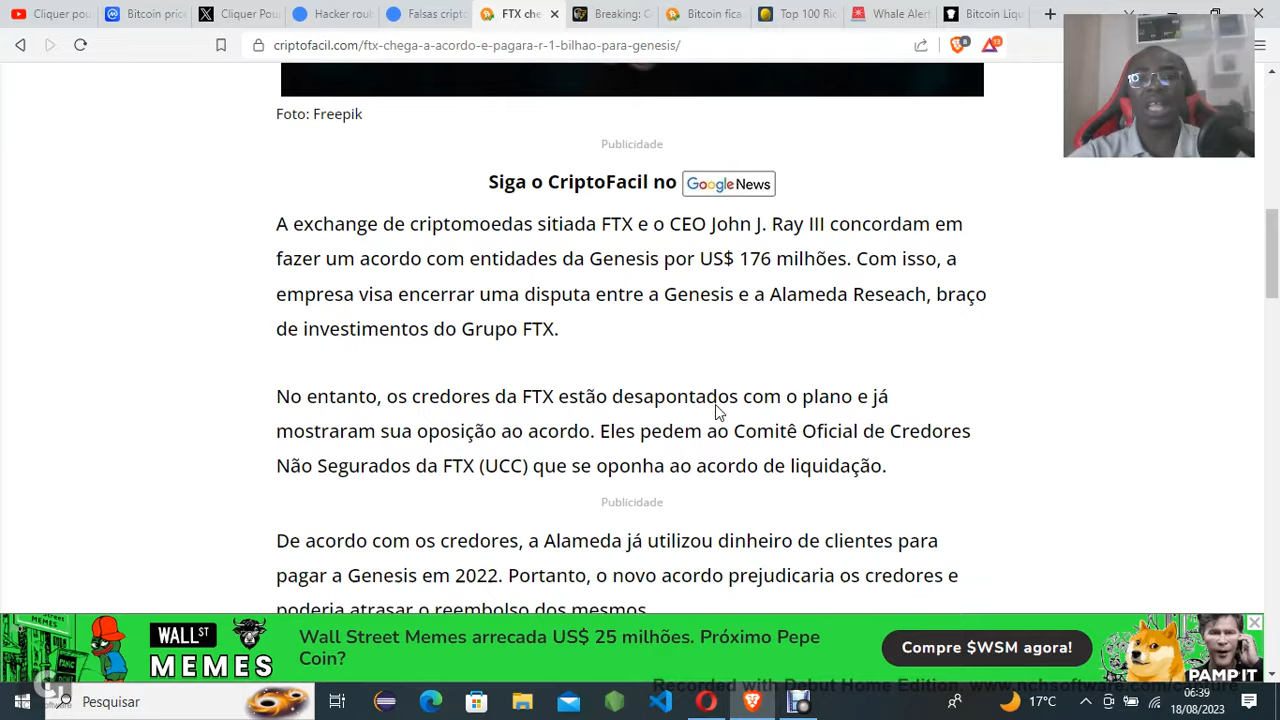 Cliquer pou
Bitcoin price
Cliquer Pou
Hacker roub
Falsas cripto
FTX che
Breaking: C
Bitcoin fica
Top 100 Ric
Whale Alert
Bitcoin Liqu
criptofacil.com/ftx-chega-a-acordo-e-pagara-r-1-bilhao-para-genesis/
8
13
Foto: Freepik
Publicidade
Siga o CriptoFacil no Google News
A exchange de criptomoedas sitiada FTX e o CEO John J. Ray III concordam em
fazer um acordo com entidades da Genesis por US$ 176 milhões. Com isso, a
empresa visa encerrar uma disputa entre a Genesis e a Alameda Reseach, braço
de investimentos do Grupo FTX.
No entanto, os credores da FTX estão desapontados com o plano e já
mostraram sua oposição ao acordo. Eles pedem ao Comitê Oficial de Credores
Não Segurados da FTX (UCC) que se oponha ao acordo de liquidação.
Publicidade
De acordo com os credores, a Alameda já utilizou dinheiro de clientes para
pagar a Genesis em 2022. Portanto, o novo acordo prejudicaria os credores e
poderia atrasar o reembolso dos mesmos.
WALL ST
MEMES
Wall Street Memes arrecada US$ 25 milhões. Próximo Pepe
Coin?
Compre $WSM agora!
PAMP IT
Recorded with Debut Home Edition. www.nchsoftware.com/capture
Pesquisar
17°C
06:39
18/08/2023